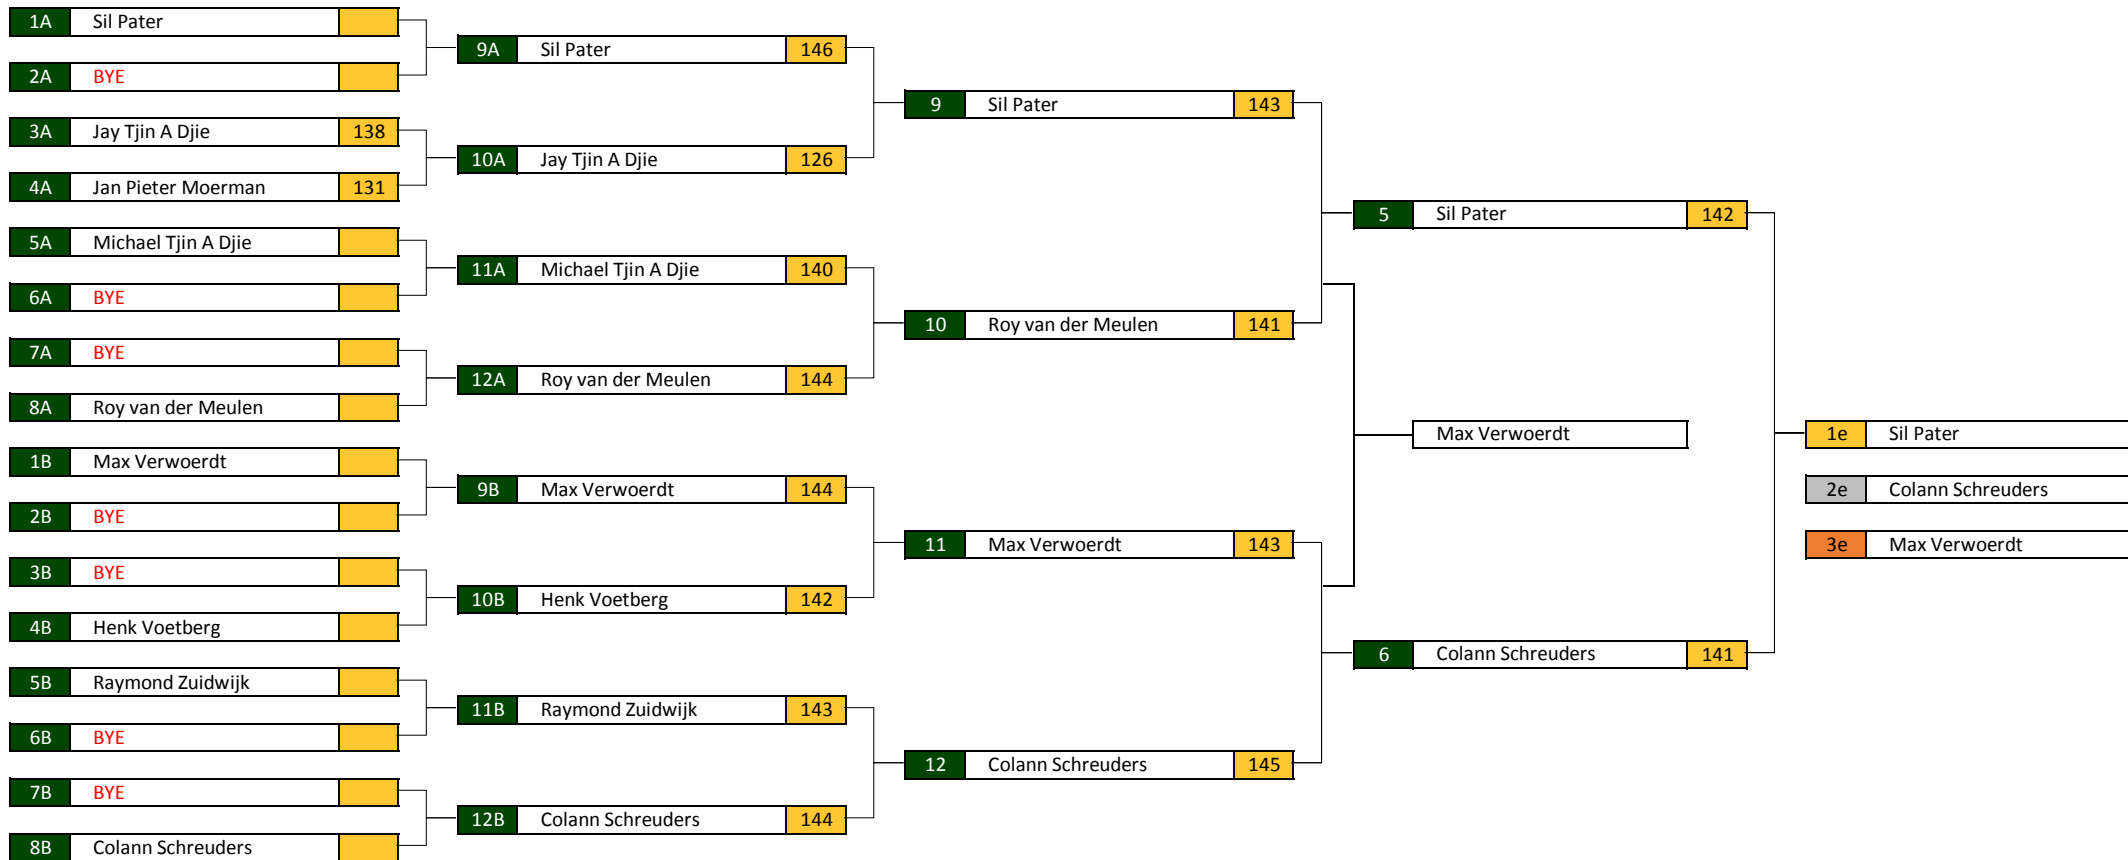 1A Sil Pater
2A BYE
3A Jay Tjin A Djie 138
4A Jan Pieter Moerman 131
5A Michael Tjin A Djie
6A BYE
7A BYE
8A Roy van der Meulen
1B Max Verwoerdt
2B BYE
3B BYE
4B Henk Voetberg
5B Raymond Zuidwijk
6B BYE
7B BYE
8B Colann Schreuders
9A Sil Pater 146
10A Jay Tjin A Djie 126
11A Michael Tjin A Djie 140
12A Roy van der Meulen 144
9B Max Verwoerdt 144
10B Henk Voetberg 142
11B Raymond Zuidwijk 143
12B Colann Schreuders 144
9 Sil Pater 143
10 Roy van der Meulen 141
11 Max Verwoerdt 143
12 Colann Schreuders 145
5 Sil Pater 142
Max Verwoerdt
6 Colann Schreuders 141
1e Sil Pater
2e Colann Schreuders
3e Max Verwoerdt